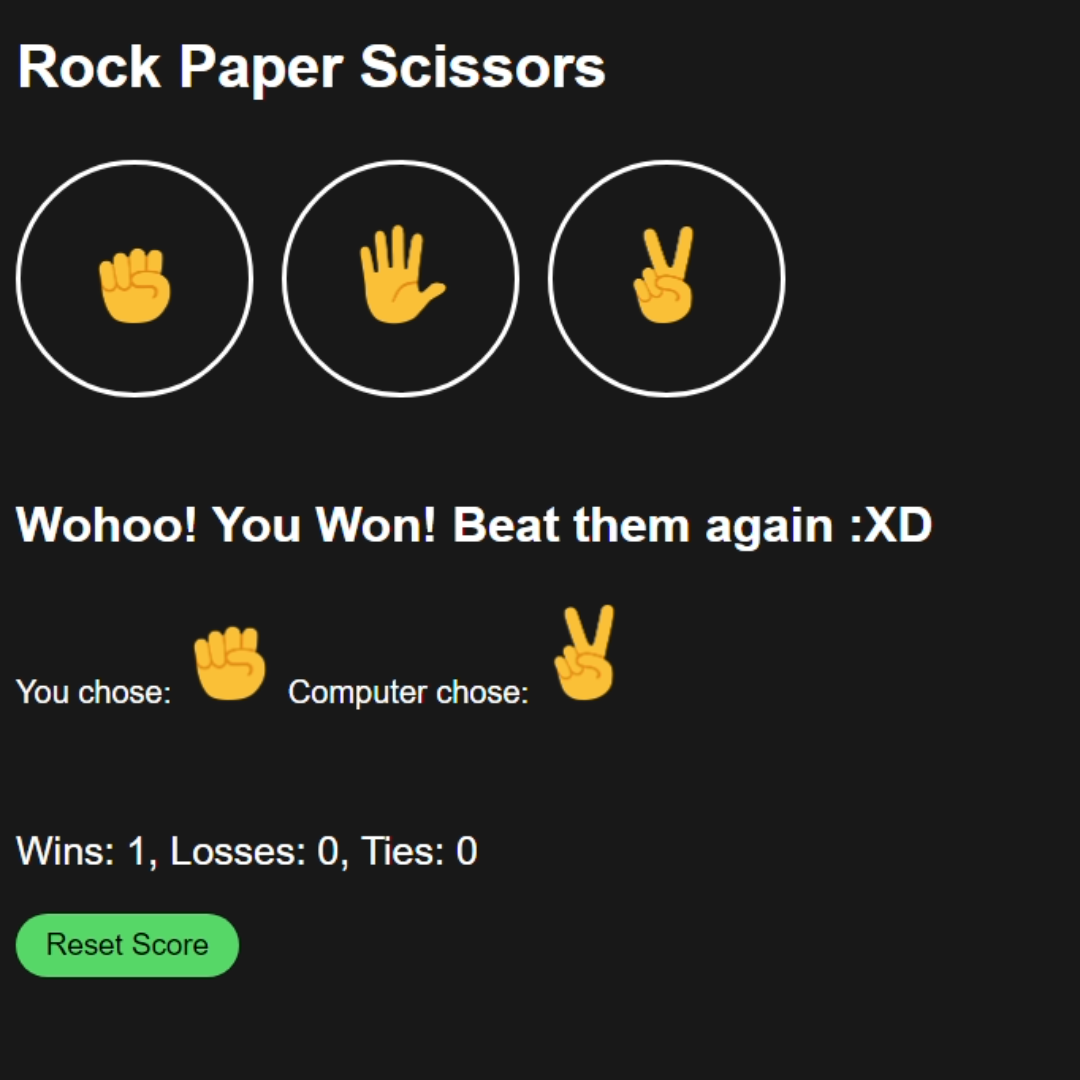 Rock Paper Scissors
Wohoo! You Won! Beat them again :XD
You chose: Computer chose:
Wins: 1, Losses: 0, Ties: 0
Reset Score